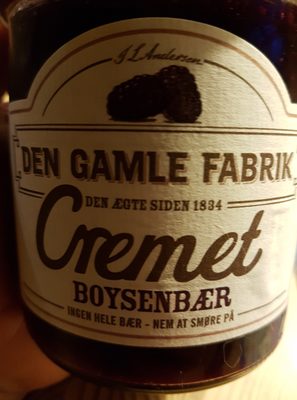 J L Andersen
DEN GAMLE FABRIK
DEN ÆGTE SIDEN 1834
Cremet
BOYSENBÆR
INGEN HELE BÆR - NEM AT SMØRE PÅ